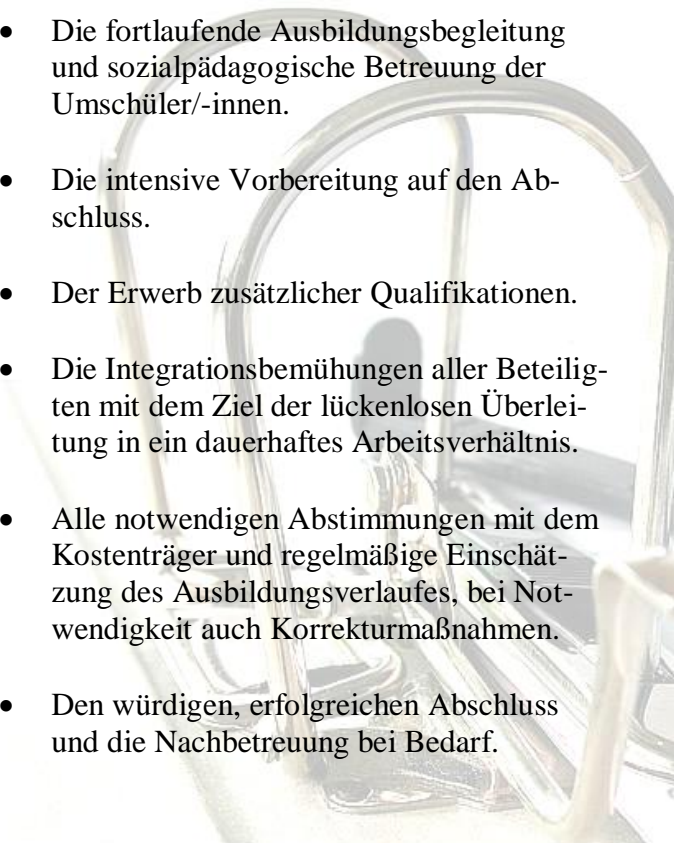 • Die fortlaufende Ausbildungsbegleitung
und sozialpädagogische Betreuung der
Umschüler/-innen.
• Die intensive Vorbereitung auf den Ab-
schluss.
• Der Erwerb zusätzlicher Qualifikationen.
• Die Integrationsbemühungen aller Beteilig-
ten mit dem Ziel der lückenlosen Überlei-
tung in ein dauerhaftes Arbeitsverhältnis.
• Alle notwendigen Abstimmungen mit dem
Kostenträger und regelmäßige Einschät-
zung des Ausbildungsverlaufes, bei Not-
wendigkeit auch Korrekturmaßnahmen.
• Den würdigen, erfolgreichen Abschluss
und die Nachbetreuung bei Bedarf.